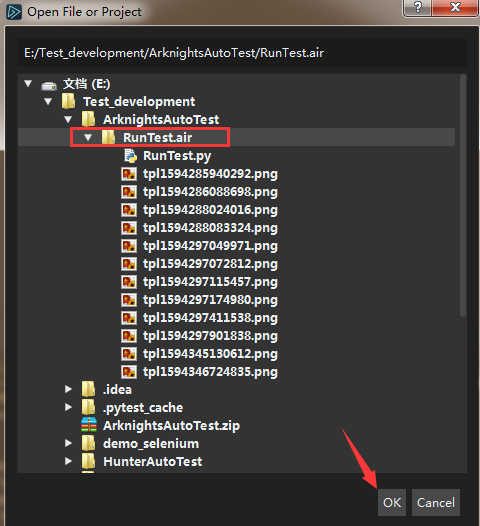 Open File or Project
E:/Test_development/ArknightsAutoTest/RunTest.air
文档 (E:)
Test_development
ArknightsAutoTest
RunTest.air
RunTest.py
tpl1594285940292.png
tpl1594286088698.png
tpl1594288024016.png
tpl1594288083324.png
tpl1594297049971.png
tpl1594297072812.png
tpl1594297115457.png
tpl1594297174980.png
tpl1594297411538.png
tpl1594297901838.png
tpl1594345130612.png
tpl1594346724835.png
.idea
.pytest_cache
ArknightsAutoTest.zip
demo_selenium
HunterAutoTest
OK Cancel